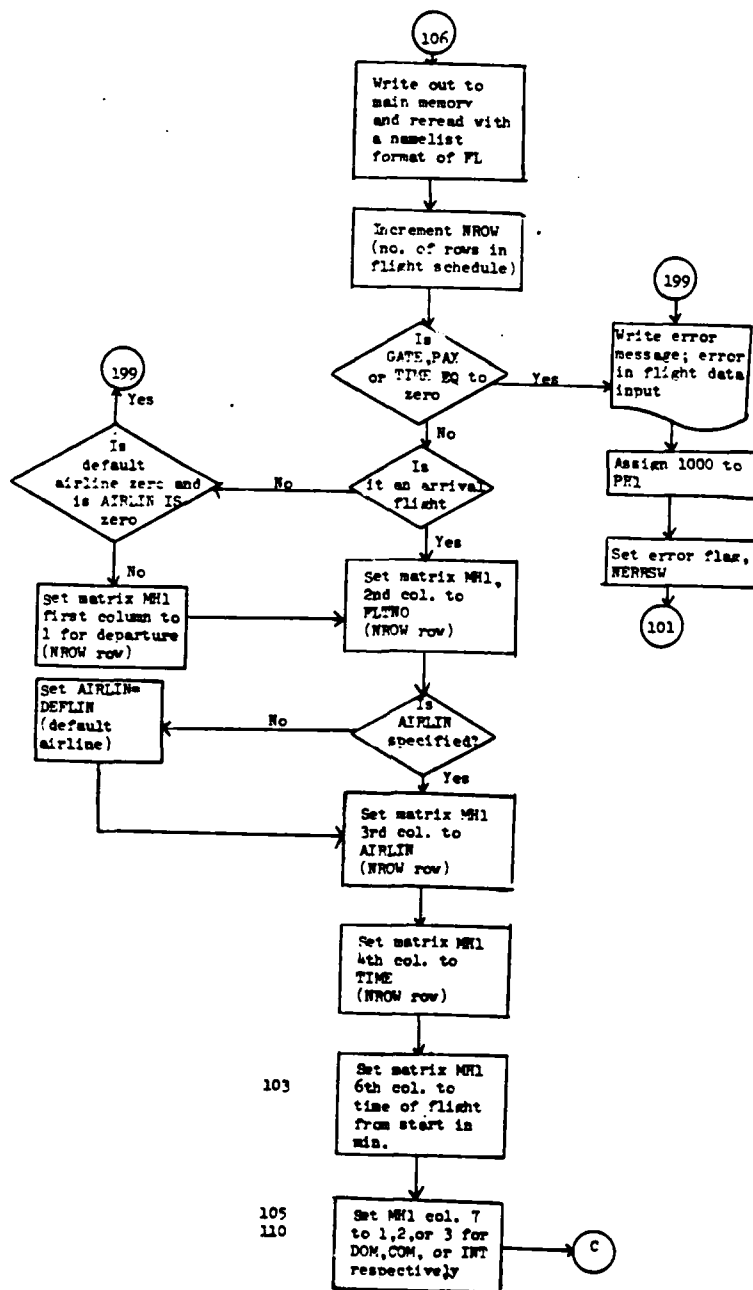 106
Write out to
main memory
and reread with
a namelist
format of FL
Increment NROW
(no. of rows in
flight schedule)
Is
GATE,PAX
or TIME EQ to
zero
Yes
No
199
Write error
message; error
in flight data
input
Assign 1000 to
PH1
Set error flag,
NERRSW
101
Is
it an arrival
flight
No
Yes
199
Yes
Is
default
airline zero and
is AIRLIN IS
zero
No
Set matrix MH1
first column to
1 for departure
(NROW row)
Set matrix MH1,
2nd col. to
FLTNO
(NROW row)
Is
AIRLIN
specified?
No
Yes
Set AIRLIN=
DEFLIN
(default
airline)
Set matrix MH1
3rd col. to
AIRLIN
(NROW row)
Set matrix MH1
4th col. to
TIME
(NROW row)
103
Set matrix MH1
6th col. to
time of flight
from start in
min.
105
110
Set MH1 col. 7
to 1,2,or 3 for
DOM,COM, or INT
respectively
C